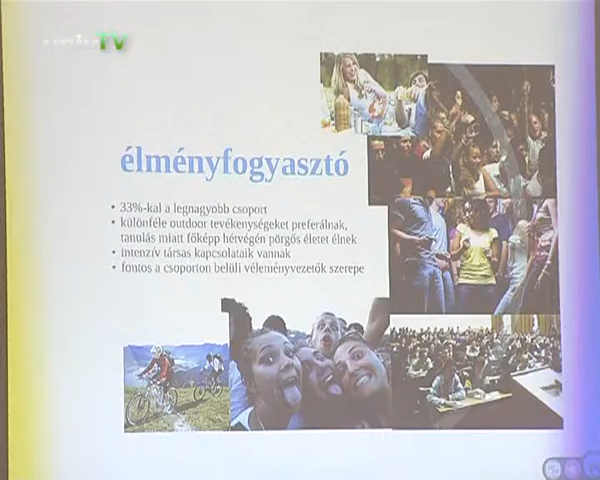 TV
élményfogyasztó
• 33%-kal a legnagyobb csoport
• különféle outdoor tevékenységeket preferálnak,
tanulás miatt főképp hétvégén pörgős életet élnek
• intenzív társas kapcsolataik vannak
• fontos a csoporton belüli véleményvezetők szerepe